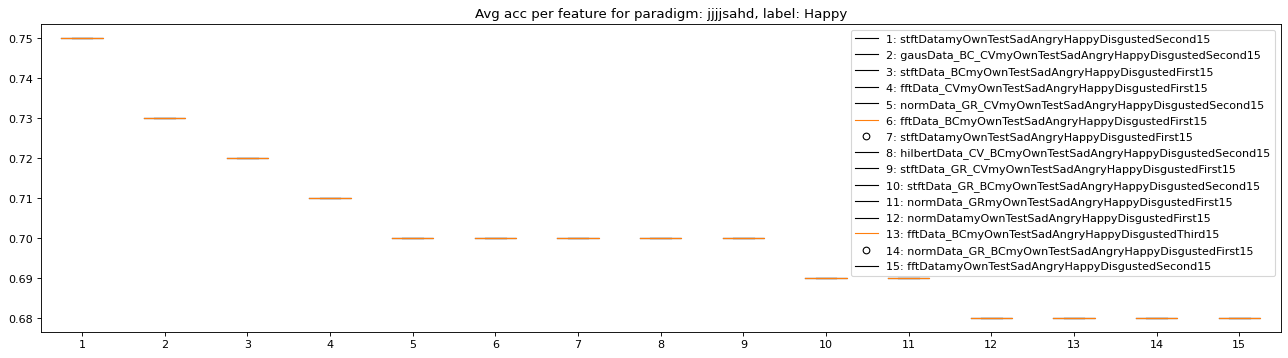 Avg acc per feature for paradigm: jjjjsahd, label: Happy
0.75
0.74
0.73
0.72
0.71
0.70
0.69
0.68
1: stftDatamyOwnTestSadAngryHappyDisgustedSecond15
2: gausData_BC_CVmyOwnTestSadAngryHappyDisgustedSecond15
3: stftData_BCmyOwnTestSadAngryHappyDisgustedFirst15
4: fftData_CVmyOwnTestSadAngryHappyDisgustedFirst15
5: normData_GR_CVmyOwnTestSadAngryHappyDisgustedSecond15
6: fftData_BCmyOwnTestSadAngryHappyDisgustedFirst15
7: stftDatamyOwnTestSadAngryHappyDisgustedFirst15
8: hilbertData_CV_BCmyOwnTestSadAngryHappyDisgustedSecond15
9: stftData_GR_CVmyOwnTestSadAngryHappyDisgustedFirst15
10: stftData_GR_BCmyOwnTestSadAngryHappyDisgustedSecond15
11: normData_GRmyOwnTestSadAngryHappyDisgustedFirst15
12: normDatamyOwnTestSadAngryHappyDisgustedFirst15
13: fftData_BCmyOwnTestSadAngryHappyDisgustedThird15
14: normData_GR_BCmyOwnTestSadAngryHappyDisgustedFirst15
15: fftDatamyOwnTestSadAngryHappyDisgustedSecond15
1 2 3 4 5 6 7 8 9 10 11 12 13 14 15